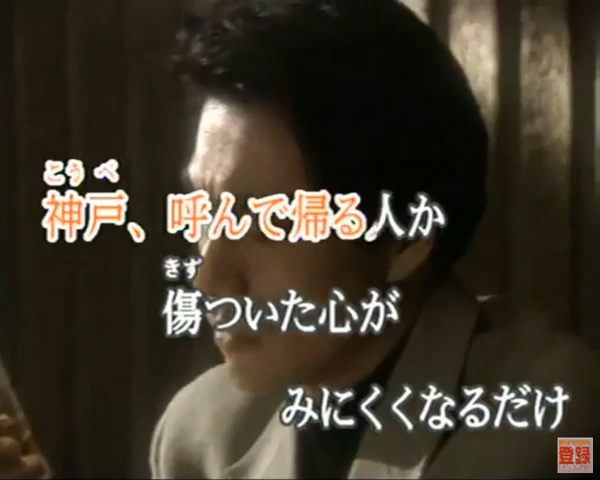 こうべ
神戸、呼んで帰る人か
きず
傷ついた心が
みにくくなるだけ
登録